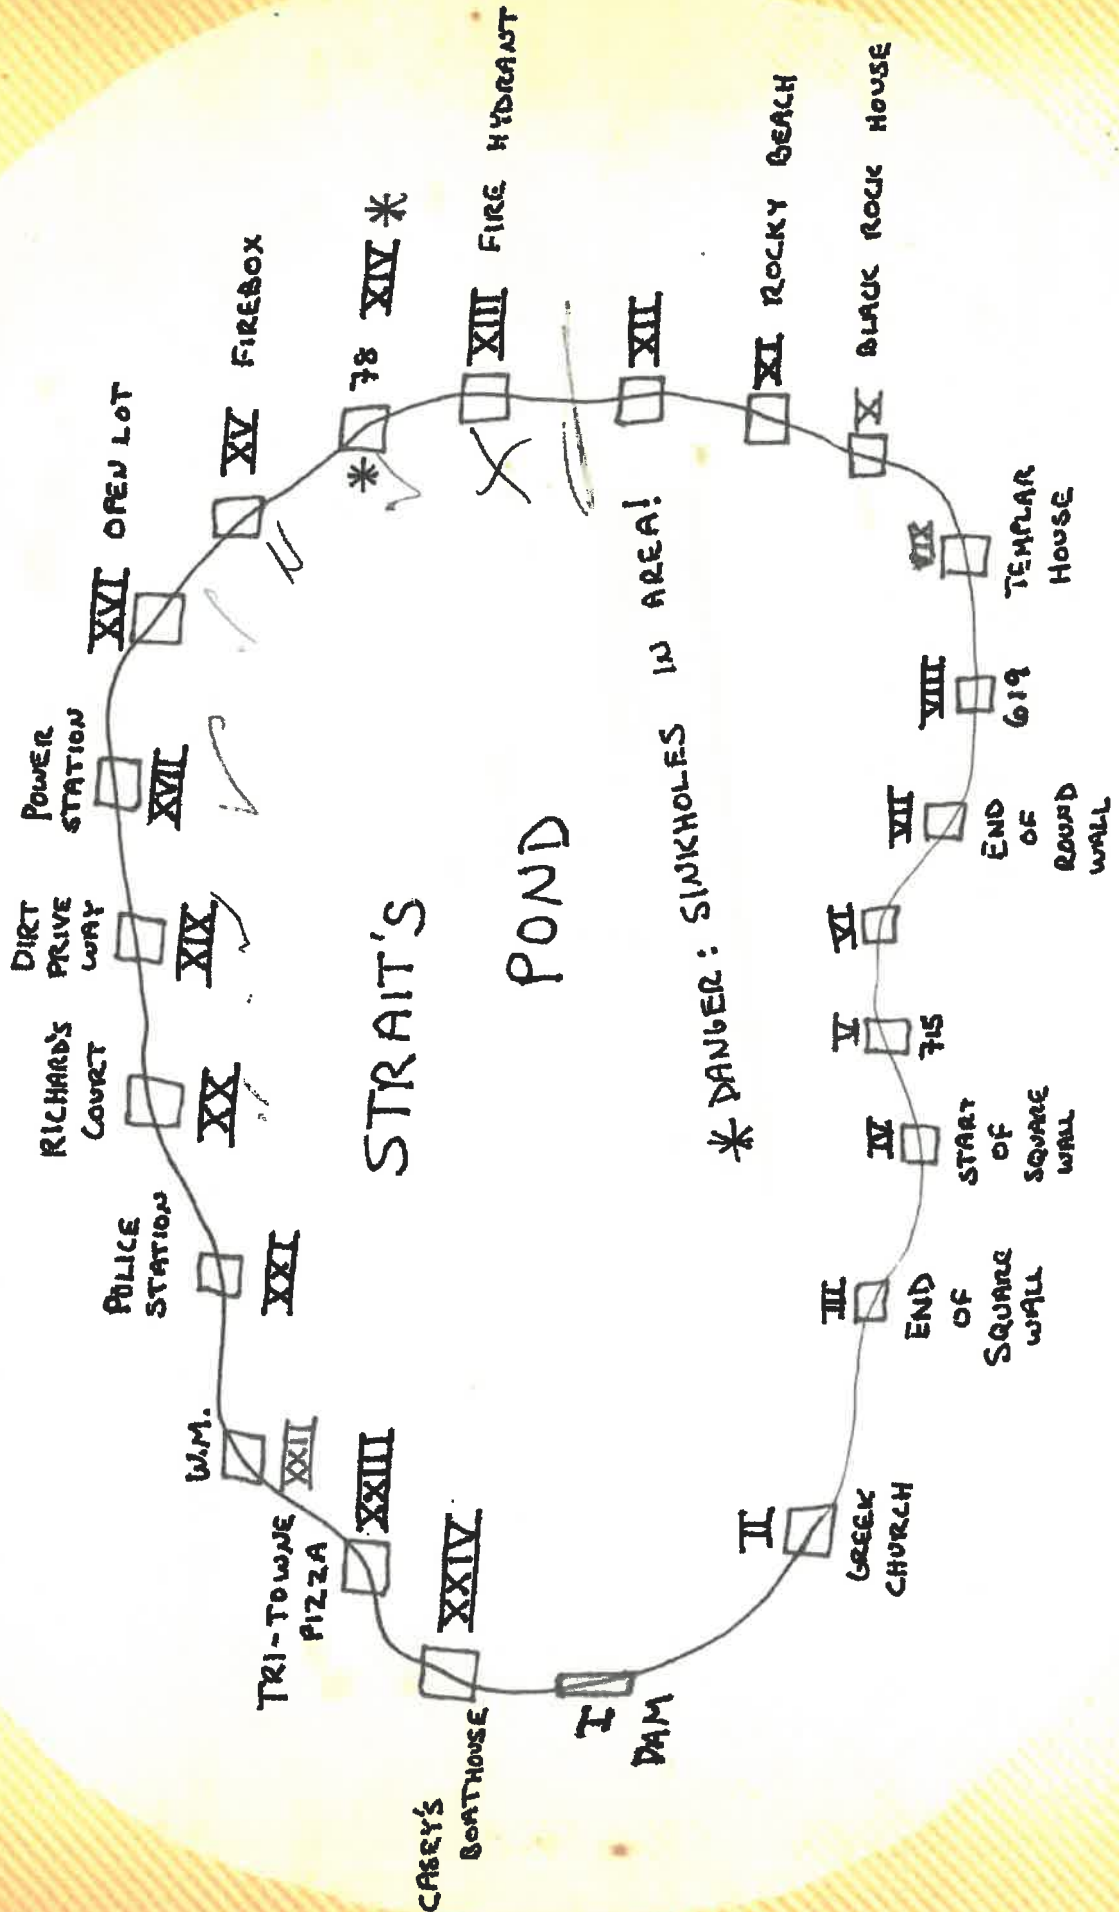 POWER
STATION
XVII
DIRT
PRIVE
WAY
XIX
RICHARD'S
COURT
XX
POLICE
STATION
XXI
W.M.
XXII
TRI-TOWNE
PIZZA
XXIII
CASEY'S
BOATHOUSE
XXIV
I
DAM
II
GREEK
CHURCH
III
END
OF
SQUARE
WALL
IV
START
OF
SQUARE
WALL
V
715
VI
VII
END
OF
ROUND
WALL
VIII
619
TEMPLAR
HOUSE
X BLACK ROCK HOUSE
XI ROCKY BEACH
XII
XIII FIRE HYDRANT
* 78 XIV *
XV FIREBOX
XVI OPEN LOT
STRAIT'S
POND
* DANGER: SINKHOLES IN AREA!